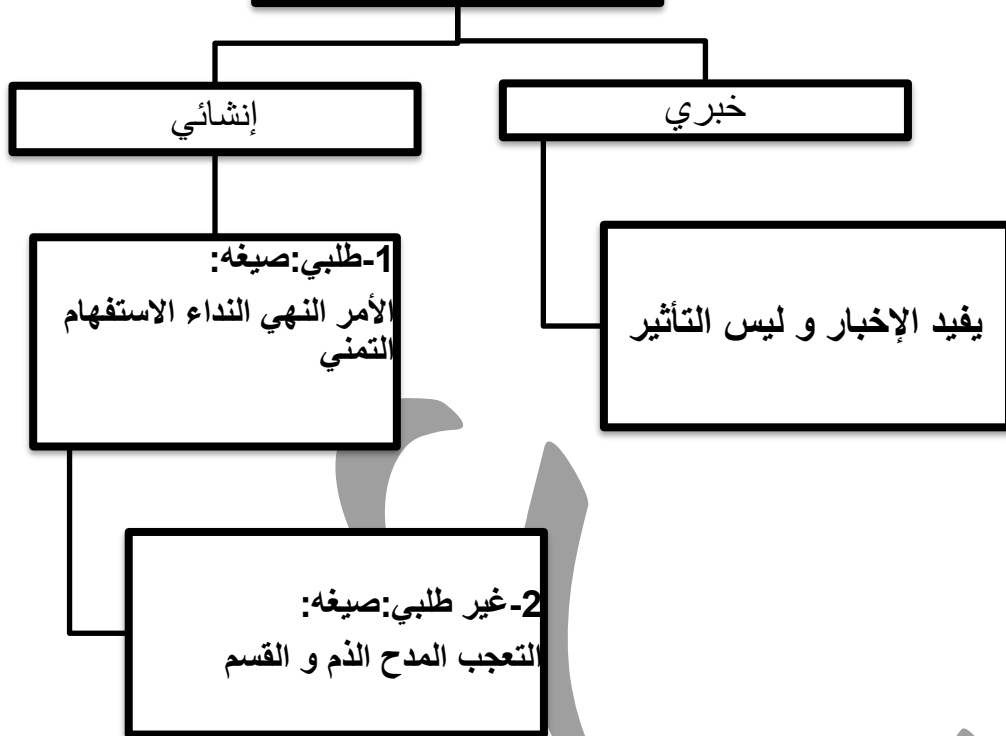 خبري
إنشائي
يفيد الإخبار و ليس التأثير
1-طلبي:صيغه:
الأمر النهي النداء الاستفهام
التمني
2-غير طلبي:صيغه:
التعجب المدح الذم و القسم